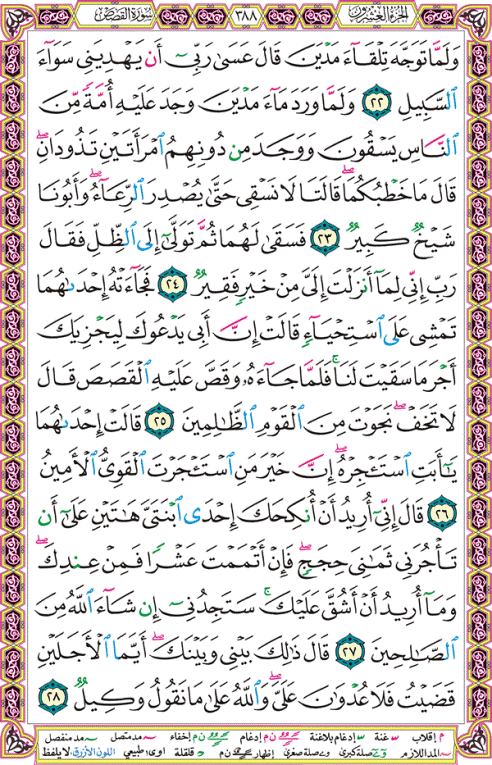 الجزء العشرون ٣٨٨ سورة القصص
وَلَمَّا تَوَجَّهَ تِلْقَآءَ مَدْيَنَ قَالَ عَسَىٰ رَبِّىٓ أَن يَهْدِيَنِى سَوَآءَ
ٱلسَّبِيلِ ٢٢ وَلَمَّا وَرَدَ مَآءَ مَدْيَنَ وَجَدَ عَلَيْهِ أُمَّةً مِّنَ
ٱلنَّاسِ يَسْقُونَ وَوَجَدَ مِن دُونِهِمُ ٱمْرَأَتَيْنِ تَذُودَانِ ۖ
قَالَ مَا خَطْبُكُمَا ۖ قَالَتَا لَا نَسْقِى حَتَّىٰ يُصْدِرَ ٱلرِّعَآءُ ۖ وَأَبُونَا
شَيْخٌ كَبِيرٌ ٢٣ فَسَقَىٰ لَهُمَا ثُمَّ تَوَلَّىٰٓ إِلَى ٱلظِّلِّ فَقَالَ
رَبِّ إِنِّى لِمَآ أَنزَلْتَ إِلَىَّ مِنْ خَيْرٍ فَقِيرٌ ٢٤ فَجَآءَتْهُ إِحْدَىٰهُمَا
تَمْشِى عَلَى ٱسْتِحْيَآءٍ قَالَتْ إِنَّ أَبِى يَدْعُوكَ لِيَجْزِيَكَ
أَجْرَ مَا سَقَيْتَ لَنَا ۚ فَلَمَّا جَآءَهُۥ وَقَصَّ عَلَيْهِ ٱلْقَصَصَ قَالَ
لَا تَخَفْ ۖ نَجَوْتَ مِنَ ٱلْقَوْمِ ٱلظَّٰلِمِينَ ٢٥ قَالَتْ إِحْدَىٰهُمَا
يَٰٓأَبَتِ ٱسْتَـْٔجِرْهُ ۖ إِنَّ خَيْرَ مَنِ ٱسْتَـْٔجَرْتَ ٱلْقَوِىُّ ٱلْأَمِينُ
٢٦ قَالَ إِنِّىٓ أُرِيدُ أَنْ أُنكِحَكَ إِحْدَى ٱبْنَتَىَّ هَٰتَيْنِ عَلَىٰٓ أَن
تَأْجُرَنِى ثَمَٰنِىَ حِجَجٍ ۖ فَإِنْ أَتْمَمْتَ عَشْرًا فَمِنْ عِندِكَ ۖ
وَمَآ أُرِيدُ أَنْ أَشُقَّ عَلَيْكَ ۚ سَتَجِدُنِىٓ إِن شَآءَ ٱللَّهُ مِنَ
ٱلصَّٰلِحِينَ ٢٧ قَالَ ذَٰلِكَ بَيْنِى وَبَيْنَكَ ۖ أَيَّمَا ٱلْأَجَلَيْنِ
قَضَيْتُ فَلَا عُدْوَٰنَ عَلَىَّ ۖ وَٱللَّهُ عَلَىٰ مَا نَقُولُ وَكِيلٌ ٢٨
م إقلاب س غنة س إدغام بلاغنة ن م إدغام ن م إخفاء مد متصل مد منفصل
المد اللازم صلة كبرى صلة صغرى إظهار ن م قلقلة اوى طبيعي اللون الأزرق: لا يلفظ